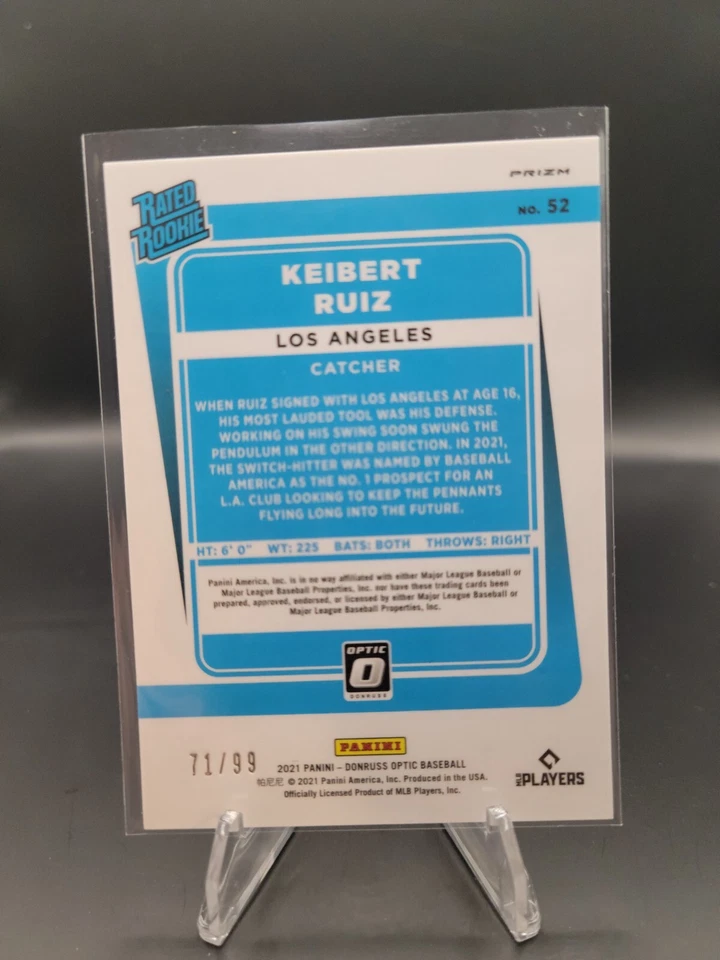 PRIZM
RATED
ROOKIE
NO. 52
KEIBERT
RUIZ
LOS ANGELES
CATCHER
WHEN RUIZ SIGNED WITH LOS ANGELES AT AGE 16,
HIS MOST LAUDED TOOL WAS HIS DEFENSE.
WORKING ON HIS SWING SOON SWUNG THE
PENDULUM IN THE OTHER DIRECTION. IN 2021,
THE SWITCH-HITTER WAS NAMED BY BASEBALL
AMERICA AS THE NO. 1 PROSPECT FOR AN
L.A. CLUB LOOKING TO KEEP THE PENNANTS
FLYING LONG INTO THE FUTURE.
HT: 6' 0" WT: 225 BATS: BOTH THROWS: RIGHT
Panini America, Inc. is in no way affiliated with either Major League Baseball or
Major League Baseball Properties, Inc. nor have these trading cards been
prepared, approved, endorsed, or licensed by either Major League Baseball or
Major League Baseball Properties, Inc.
OPTIC
O
DONRUSS
PANINI
71/99
2021 PANINI – DONRUSS OPTIC BASEBALL
帕尼尼 © 2021 Panini America, Inc. Produced in the USA.
Officially Licensed Product of MLB Players, Inc.
MLB PLAYERS